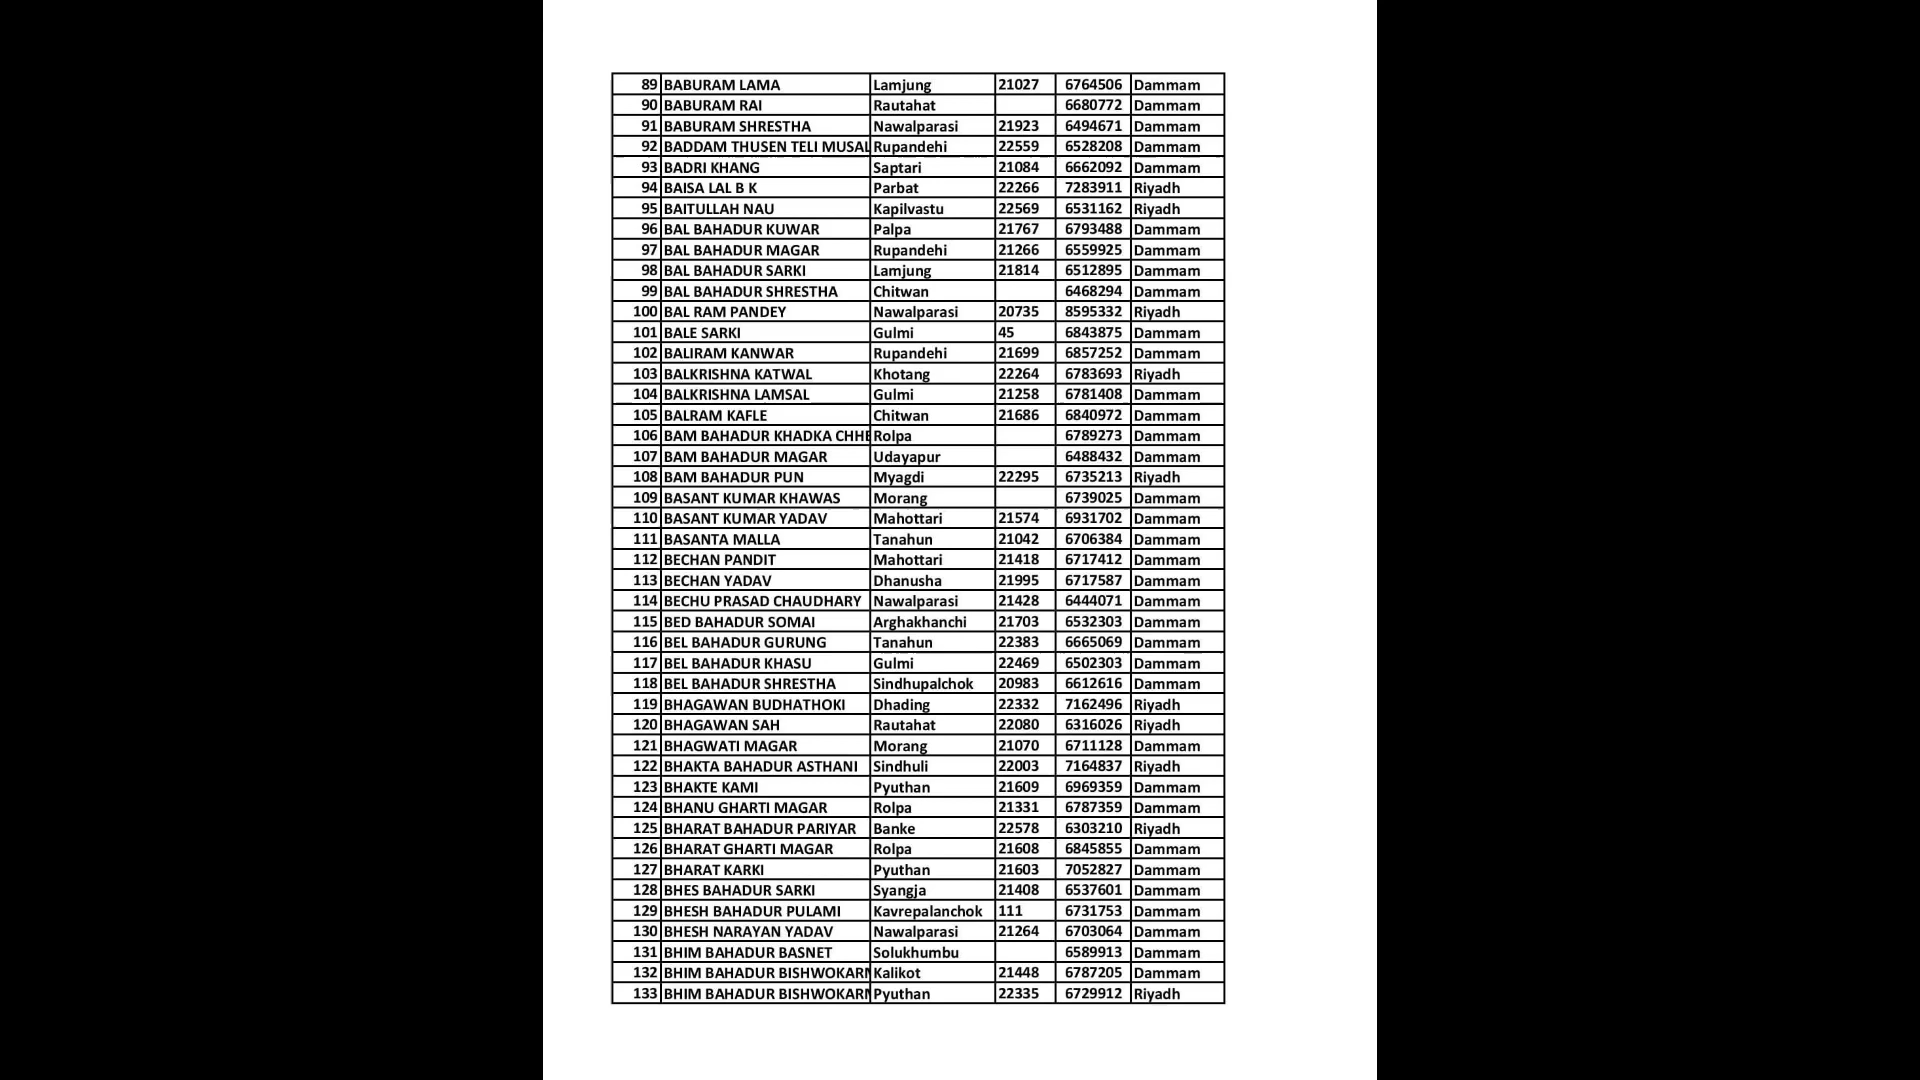 89 BABURAM LAMA Lamjung 21027 6764506 Dammam
90 BABURAM RAI Rautahat 6680772 Dammam
91 BABURAM SHRESTHA Nawalparasi 21923 6494671 Dammam
92 BADDAM THUSEN TELI MUSAL Rupandehi 22559 6528208 Dammam
93 BADRI KHANG Saptari 21084 6662092 Dammam
94 BAISA LAL B K Parbat 22266 7283911 Riyadh
95 BAITULLAH NAU Kapilvastu 22569 6531162 Riyadh
96 BAL BAHADUR KUWAR Palpa 21767 6793488 Dammam
97 BAL BAHADUR MAGAR Rupandehi 21266 6559925 Dammam
98 BAL BAHADUR SARKI Lamjung 21814 6512895 Dammam
99 BAL BAHADUR SHRESTHA Chitwan 6468294 Dammam
100 BAL RAM PANDEY Nawalparasi 20735 8595332 Riyadh
101 BALE SARKI Gulmi 45 6843875 Dammam
102 BALIRAM KANWAR Rupandehi 21699 6857252 Dammam
103 BALKRISHNA KATWAL Khotang 22264 6783693 Riyadh
104 BALKRISHNA LAMSAL Gulmi 21258 6781408 Dammam
105 BALRAM KAFLE Chitwan 21686 6840972 Dammam
106 BAM BAHADUR KHADKA CHHE Rolpa 6789273 Dammam
107 BAM BAHADUR MAGAR Udayapur 6488432 Dammam
108 BAM BAHADUR PUN Myagdi 22295 6735213 Riyadh
109 BASANT KUMAR KHAWAS Morang 6739025 Dammam
110 BASANT KUMAR YADAV Mahottari 21574 6931702 Dammam
111 BASANTA MALLA Tanahun 21042 6706384 Dammam
112 BECHAN PANDIT Mahottari 21418 6717412 Dammam
113 BECHAN YADAV Dhanusha 21995 6717587 Dammam
114 BECHU PRASAD CHAUDHARY Nawalparasi 21428 6444071 Dammam
115 BED BAHADUR SOMAI Arghakhanchi 21703 6532303 Dammam
116 BEL BAHADUR GURUNG Tanahun 22383 6665069 Dammam
117 BEL BAHADUR KHASU Gulmi 22469 6502303 Dammam
118 BEL BAHADUR SHRESTHA Sindhupalchok 20983 6612616 Dammam
119 BHAGAWAN BUDHATHOKI Dhading 22332 7162496 Riyadh
120 BHAGAWAN SAH Rautahat 22080 6316026 Riyadh
121 BHAGWATI MAGAR Morang 21070 6711128 Dammam
122 BHAKTA BAHADUR ASTHANI Sindhuli 22003 7164837 Riyadh
123 BHAKTE KAMI Pyuthan 21609 6969359 Dammam
124 BHANU GHARTI MAGAR Rolpa 21331 6787359 Dammam
125 BHARAT BAHADUR PARIYAR Banke 22578 6303210 Riyadh
126 BHARAT GHARTI MAGAR Rolpa 21608 6845855 Dammam
127 BHARAT KARKI Pyuthan 21603 7052827 Dammam
128 BHES BAHADUR SARKI Syangja 21408 6537601 Dammam
129 BHESH BAHADUR PULAMI Kavrepalanchok 111 6731753 Dammam
130 BHESH NARAYAN YADAV Nawalparasi 21264 6703064 Dammam
131 BHIM BAHADUR BASNET Solukhumbu 6589913 Dammam
132 BHIM BAHADUR BISHWOKARM Kalikot 21448 6787205 Dammam
133 BHIM BAHADUR BISHWOKARM Pyuthan 22335 6729912 Riyadh